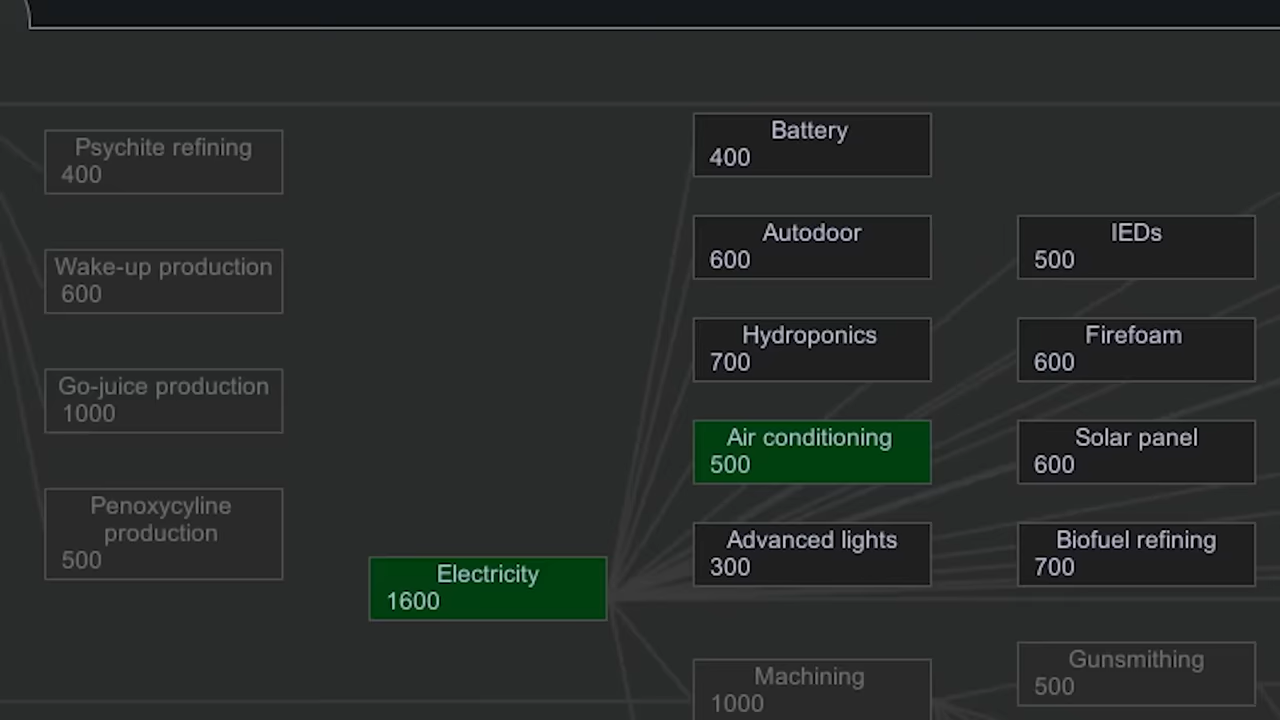 Psychite refining
400
Wake-up production
600
Go-juice production
1000
Penoxycyline
production
500
Electricity
1600
Battery
400
Autodoor
600
Hydroponics
700
Air conditioning
500
Advanced lights
300
Machining
1000
IEDs
500
Firefoam
600
Solar panel
600
Biofuel refining
700
Gunsmithing
500